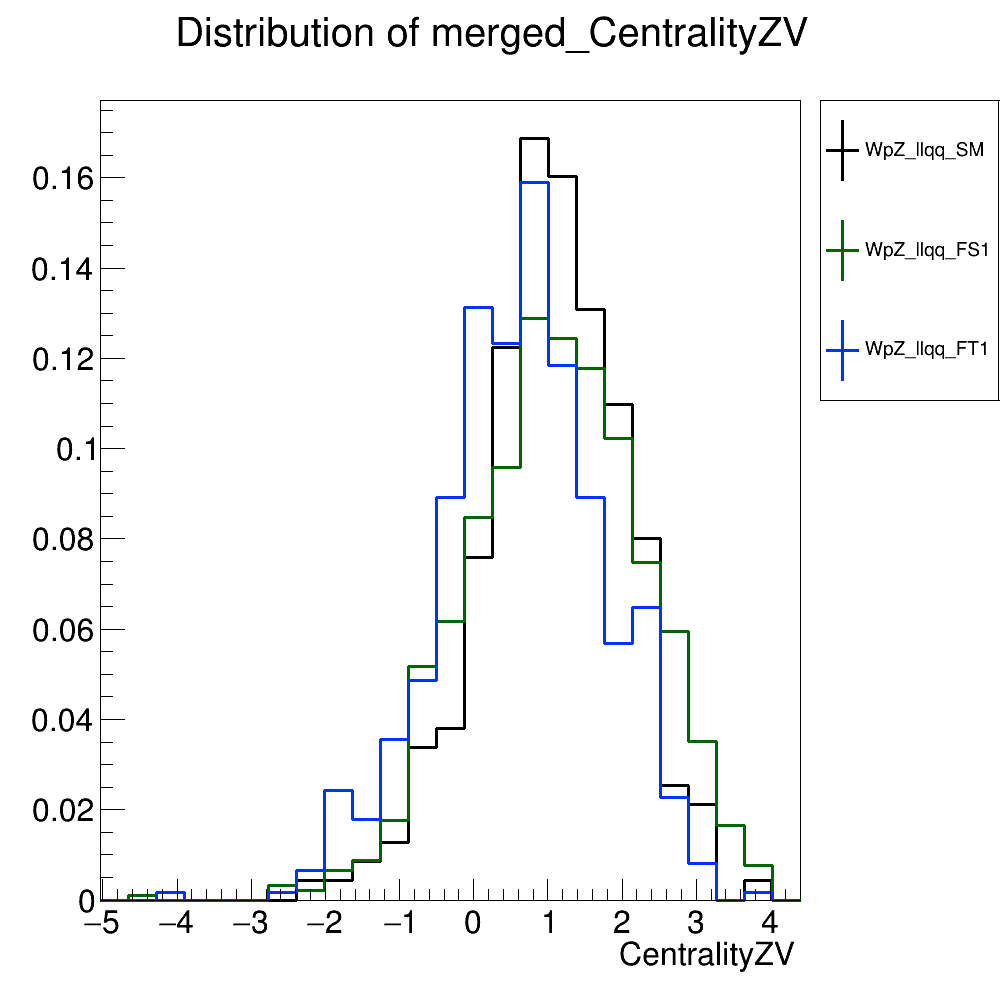 Distribution of merged_CentralityZV
WpZ_llqq_SM
WpZ_llqq_FS1
WpZ_llqq_FT1
0.16
0.14
0.12
0.1
0.08
0.06
0.04
0.02
0
−5 −4 −3 −2 −1 0 1 2 3 4
CentralityZV